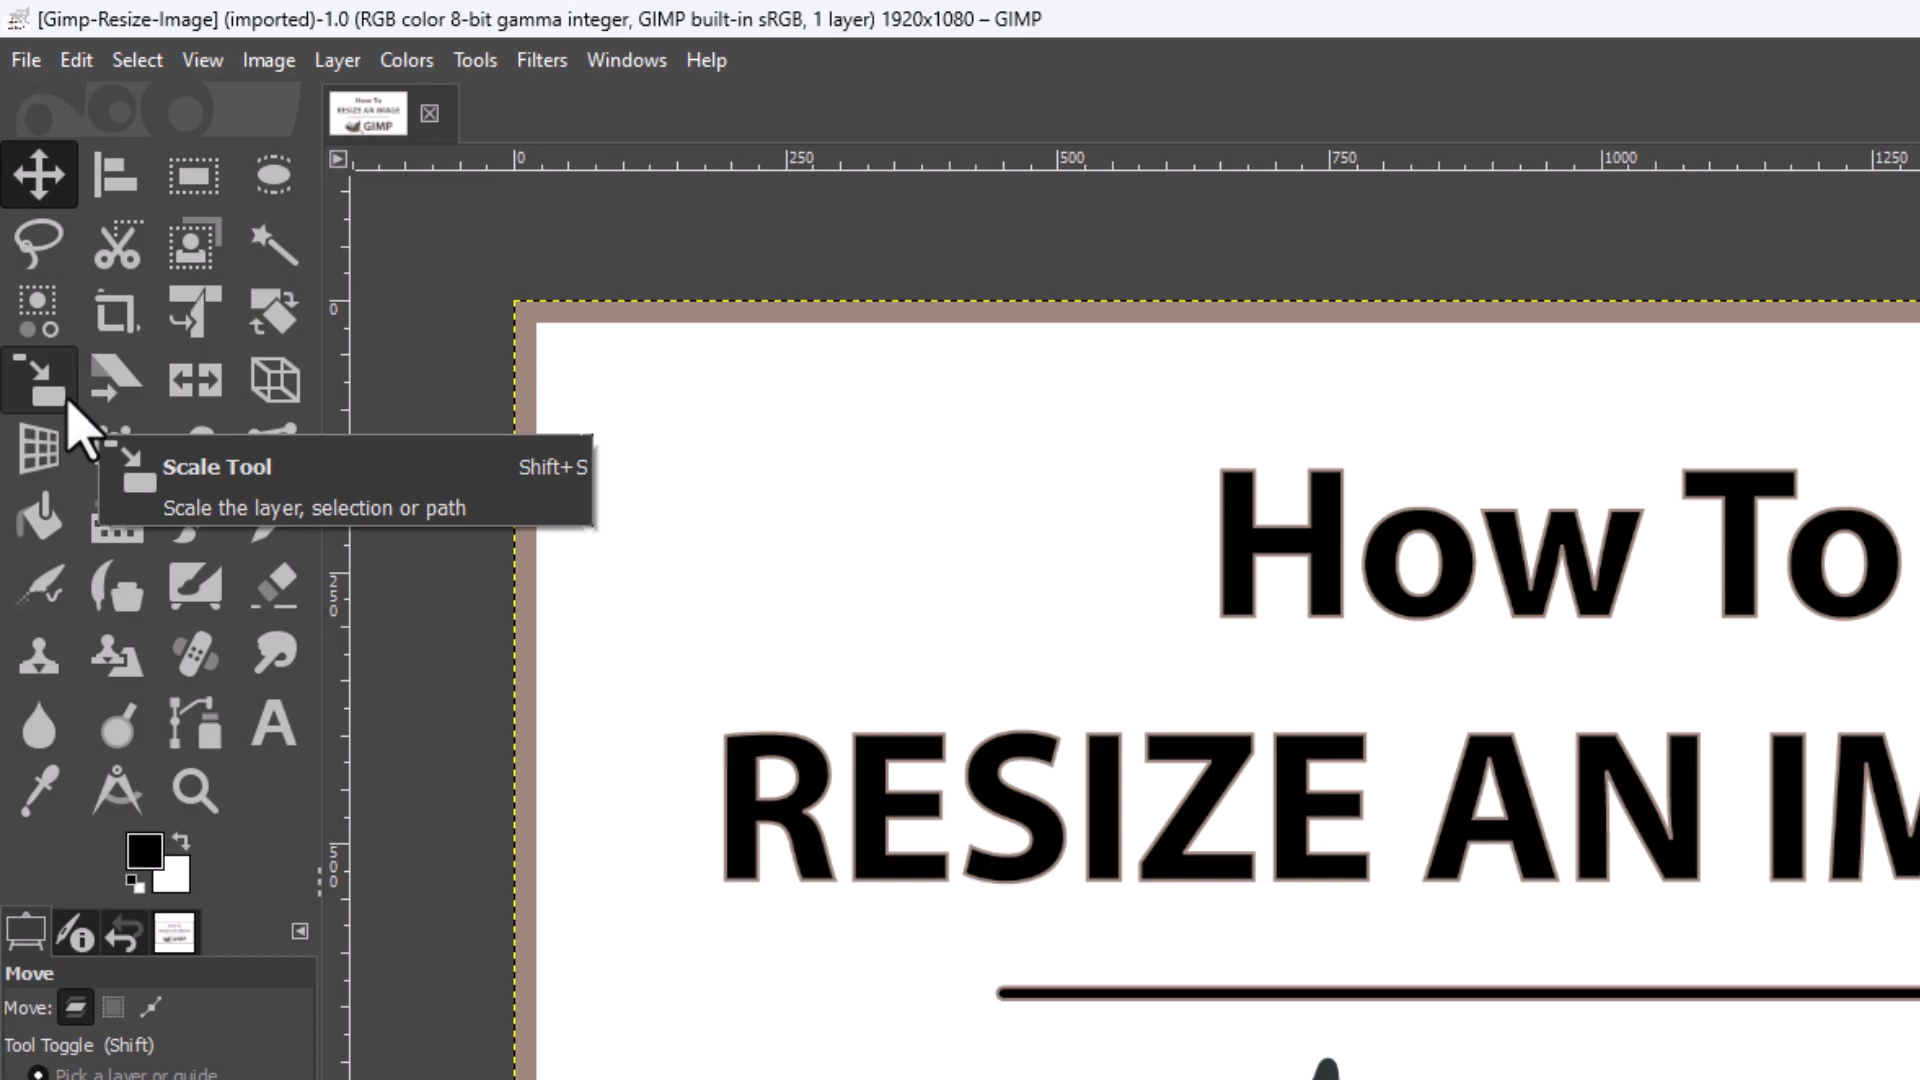 [Gimp-Resize-Image] (imported)-1.0 (RGB color 8-bit gamma integer, GIMP built-in sRGB, 1 layer) 1920x1080 – GIMP
File Edit Select View Image Layer Colors Tools Filters Windows Help
How To
RESIZE AN IMAGE
GIMP
0 250 500 750 1000 1250
0
Scale Tool Shift+S
Scale the layer, selection or path
How To
250
RESIZE AN IM
500
A
Move
Move:
Tool Toggle (Shift)
Pick a layer or guide